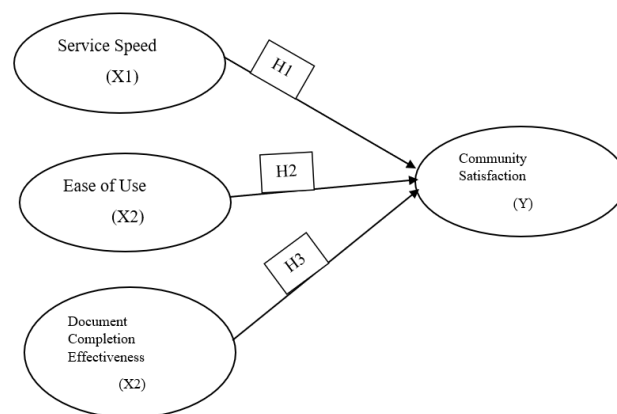 Service Speed
(X1)
H1
Ease of Use
(X2)
H2
Community
Satisfaction
(Y)
H3
Document
Completion
Effectiveness
(X2)